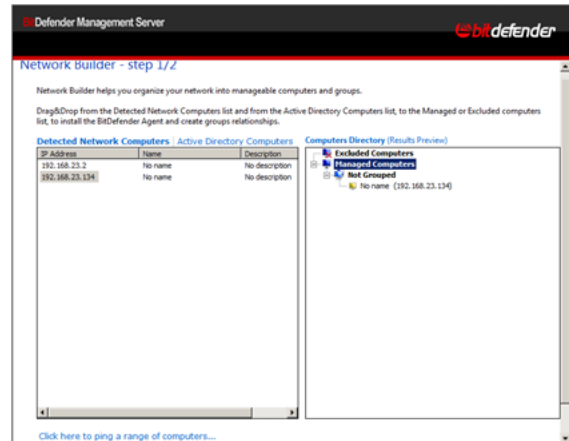 BitDefender Management Server
bitdefender
Network Builder - step 1/2
Network Builder helps you organize your network into manageable computers and groups.
Drag&Drop from the Detected Network Computers list and from the Active Directory Computers list, to the Managed or Excluded computers
list, to install the BitDefender Agent and create groups relationships.
Detected Network Computers | Active Directory Computers
IP Address Name Description
192.168.23.2 No name No description
192.168.23.134 No name No description
Computers Directory (Results Preview)
Excluded Computers
Managed Computers
Not Grouped
No name (192.168.23.134)
Click here to ping a range of computers...